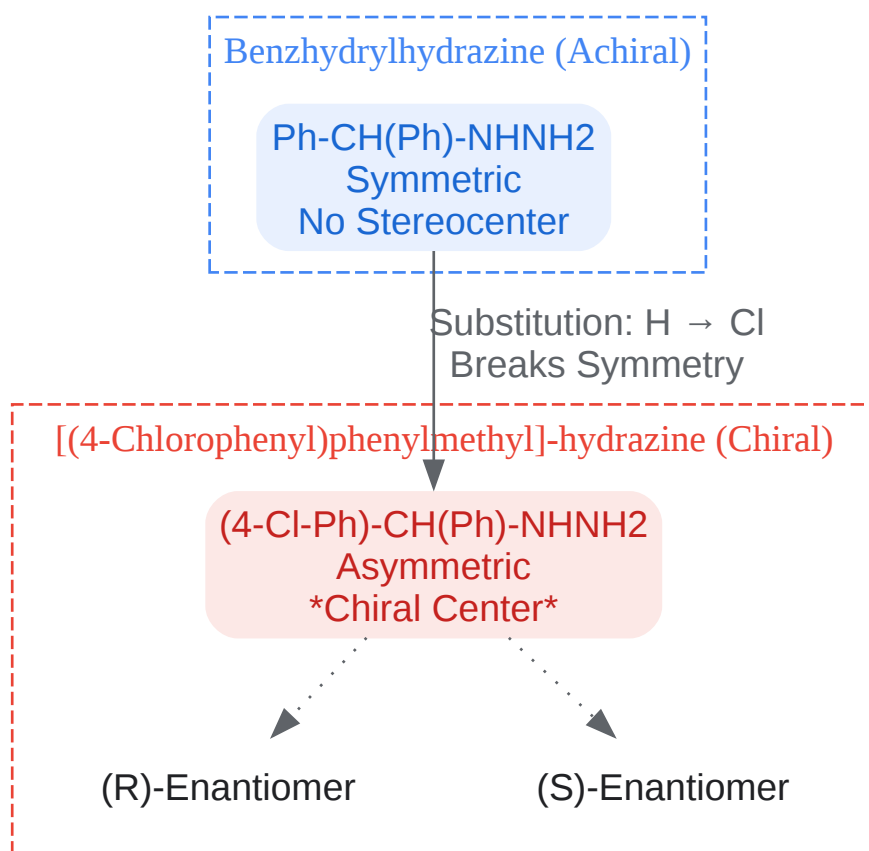 Benzhydrylhydrazine (Achiral)
Ph-CH(Ph)-NHNH2
Symmetric
No Stereocenter
Substitution: H → Cl
Breaks Symmetry
[(4-Chlorophenyl)phenylmethyl]-hydrazine (Chiral)
(4-Cl-Ph)-CH(Ph)-NHNH2
Asymmetric
*Chiral Center*
(R)-Enantiomer
(S)-Enantiomer